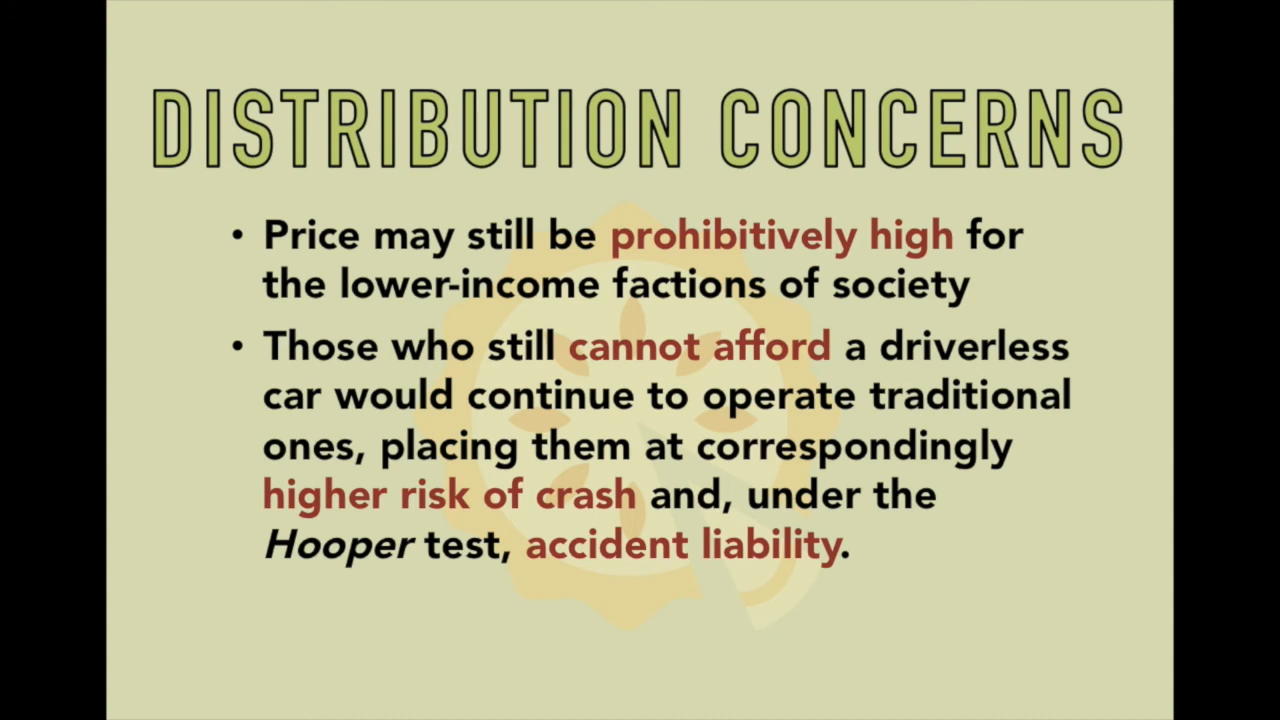 DISTRIBUTION CONCERNS
• Price may still be prohibitively high for
the lower-income factions of society
• Those who still cannot afford a driverless
car would continue to operate traditional
ones, placing them at correspondingly
higher risk of crash and, under the
Hooper test, accident liability.